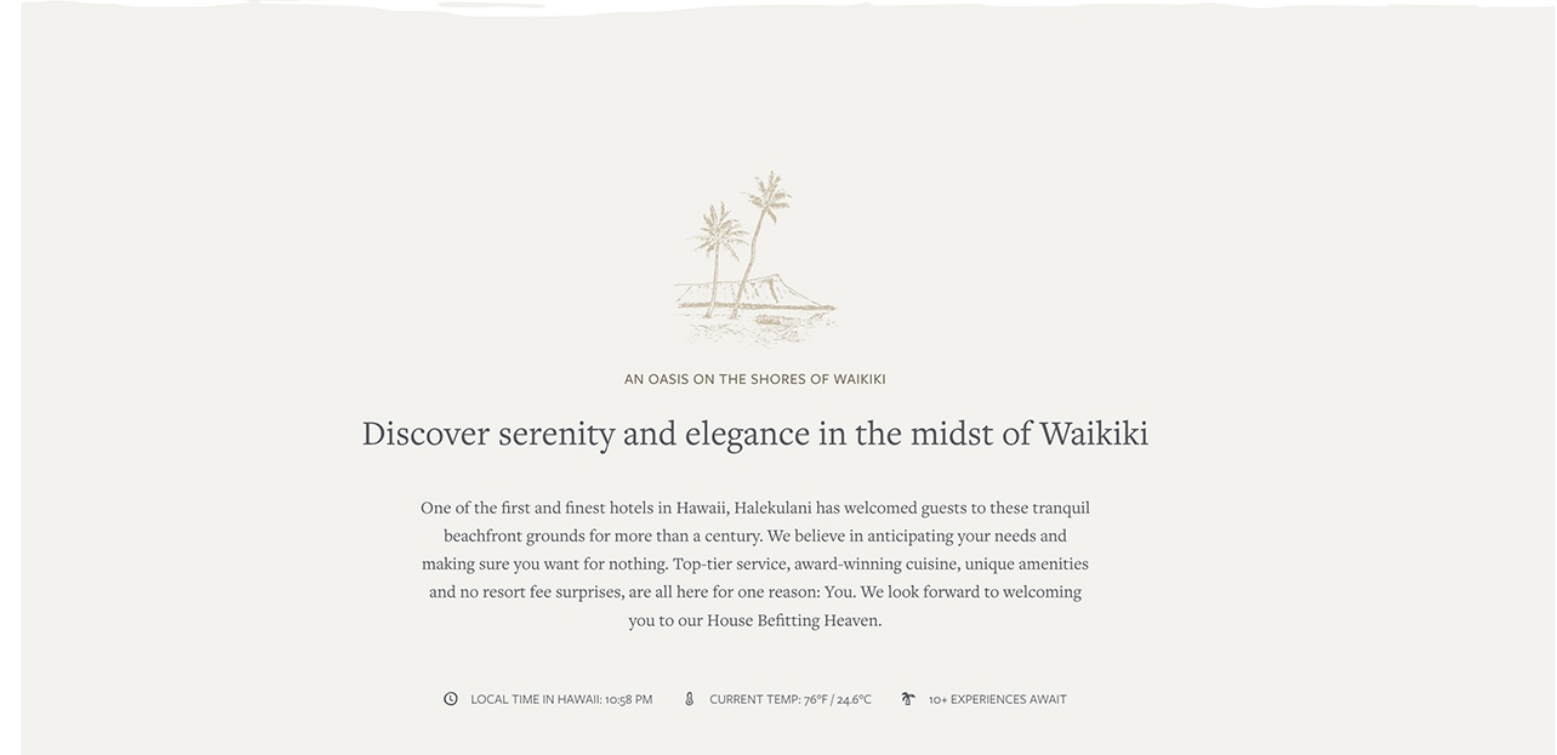 AN OASIS ON THE SHORES OF WAIKIKI
Discover serenity and elegance in the midst of Waikiki
One of the first and finest hotels in Hawaii, Halekulani has welcomed guests to these tranquil
beachfront grounds for more than a century. We believe in anticipating your needs and
making sure you want for nothing. Top-tier service, award-winning cuisine, unique amenities
and no resort fee surprises, are all here for one reason: You. We look forward to welcoming
you to our House Befitting Heaven.
LOCAL TIME IN HAWAII: 10:58 PM CURRENT TEMP: 76°F / 24.6°C 10+ EXPERIENCES AWAIT